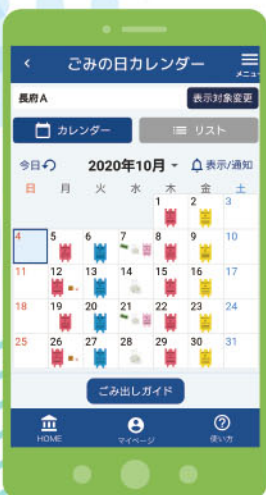 ごみの日カレンダー
メニュー
長府A
表示対象変更
カレンダー
リスト
今日
2020年10月
表示/通知
日 月 火 水 木 金 土
1 2 3
4 5 6 7 8 9 10
11 12 13 14 15 16 17
18 19 20 21 22 23 24
25 26 27 28 29 30 31
ごみ出しガイド
HOME
マイページ
使い方